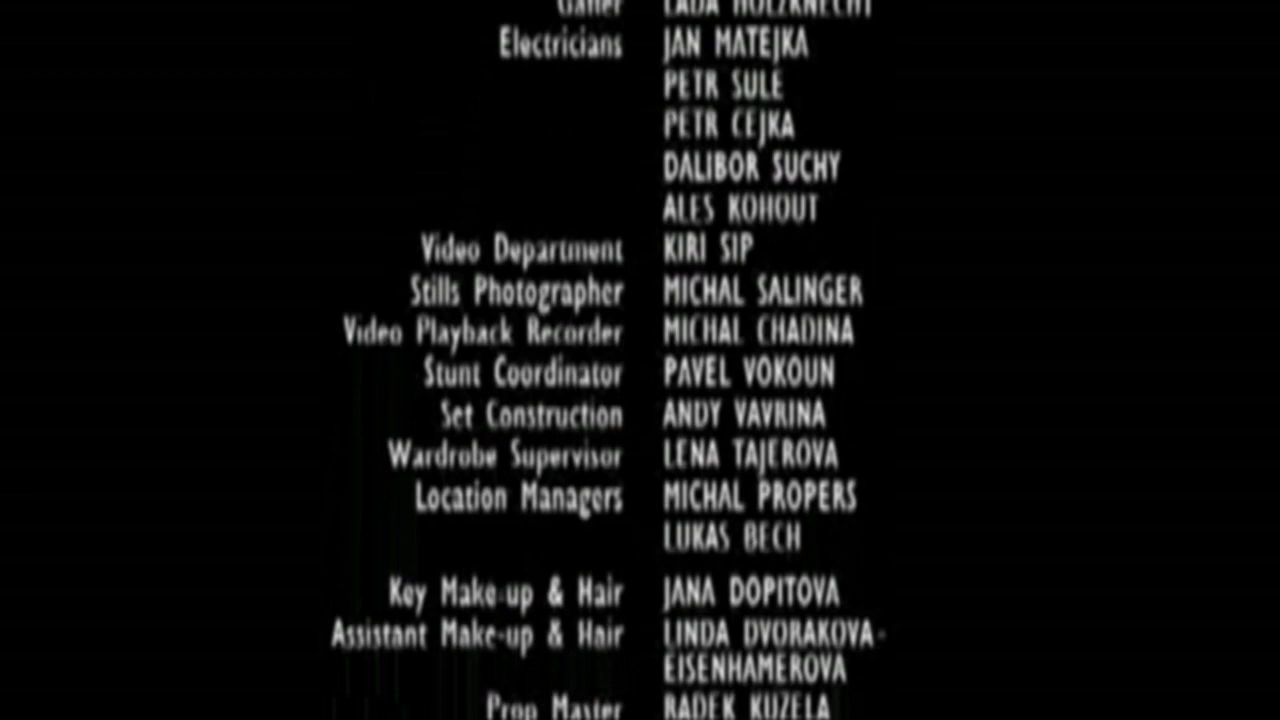 Gaffer LADA HOLZKNECHT
Electricians JAN MATEJKA
PETR SULE
PETR CEJKA
DALIBOR SUCHY
ALES KOHOUT
Video Department KIRI SIP
Stills Photographer MICHAL SALINGER
Video Playback Recorder MICHAL CHADINA
Stunt Coordinator PAVEL VOKOUN
Set Construction ANDY VAVRINA
Wardrobe Supervisor LENA TAJEROVA
Location Managers MICHAL PROPERS
LUKAS BECH
Key Make-up & Hair JANA DOPITOVA
Assistant Make-up & Hair LINDA DVORAKOVA-
EISENHAMEROVA
Prop Master RADEK KUZELA